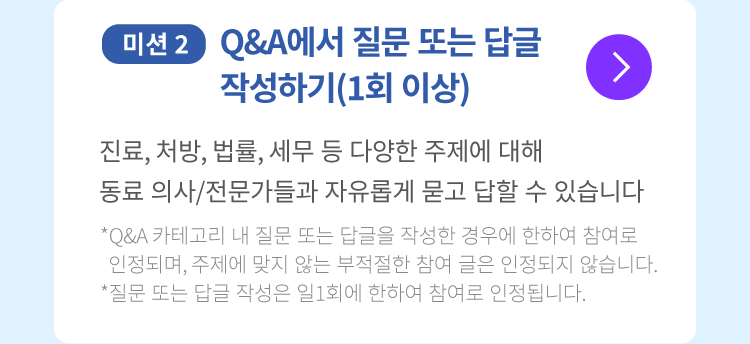 미션 2
Q&A에서 질문 또는 답글
작성하기(1회 이상)
진료, 처방, 법률, 세무 등 다양한 주제에 대해
동료 의사/전문가들과 자유롭게 묻고 답할 수 있습니다
*Q&A 카테고리 내 질문 또는 답글을 작성한 경우에 한하여 참여로
인정되며, 주제에 맞지 않는 부적절한 참여 글은 인정되지 않습니다.
*질문 또는 답글 작성은 일1회에 한하여 참여로 인정됩니다.